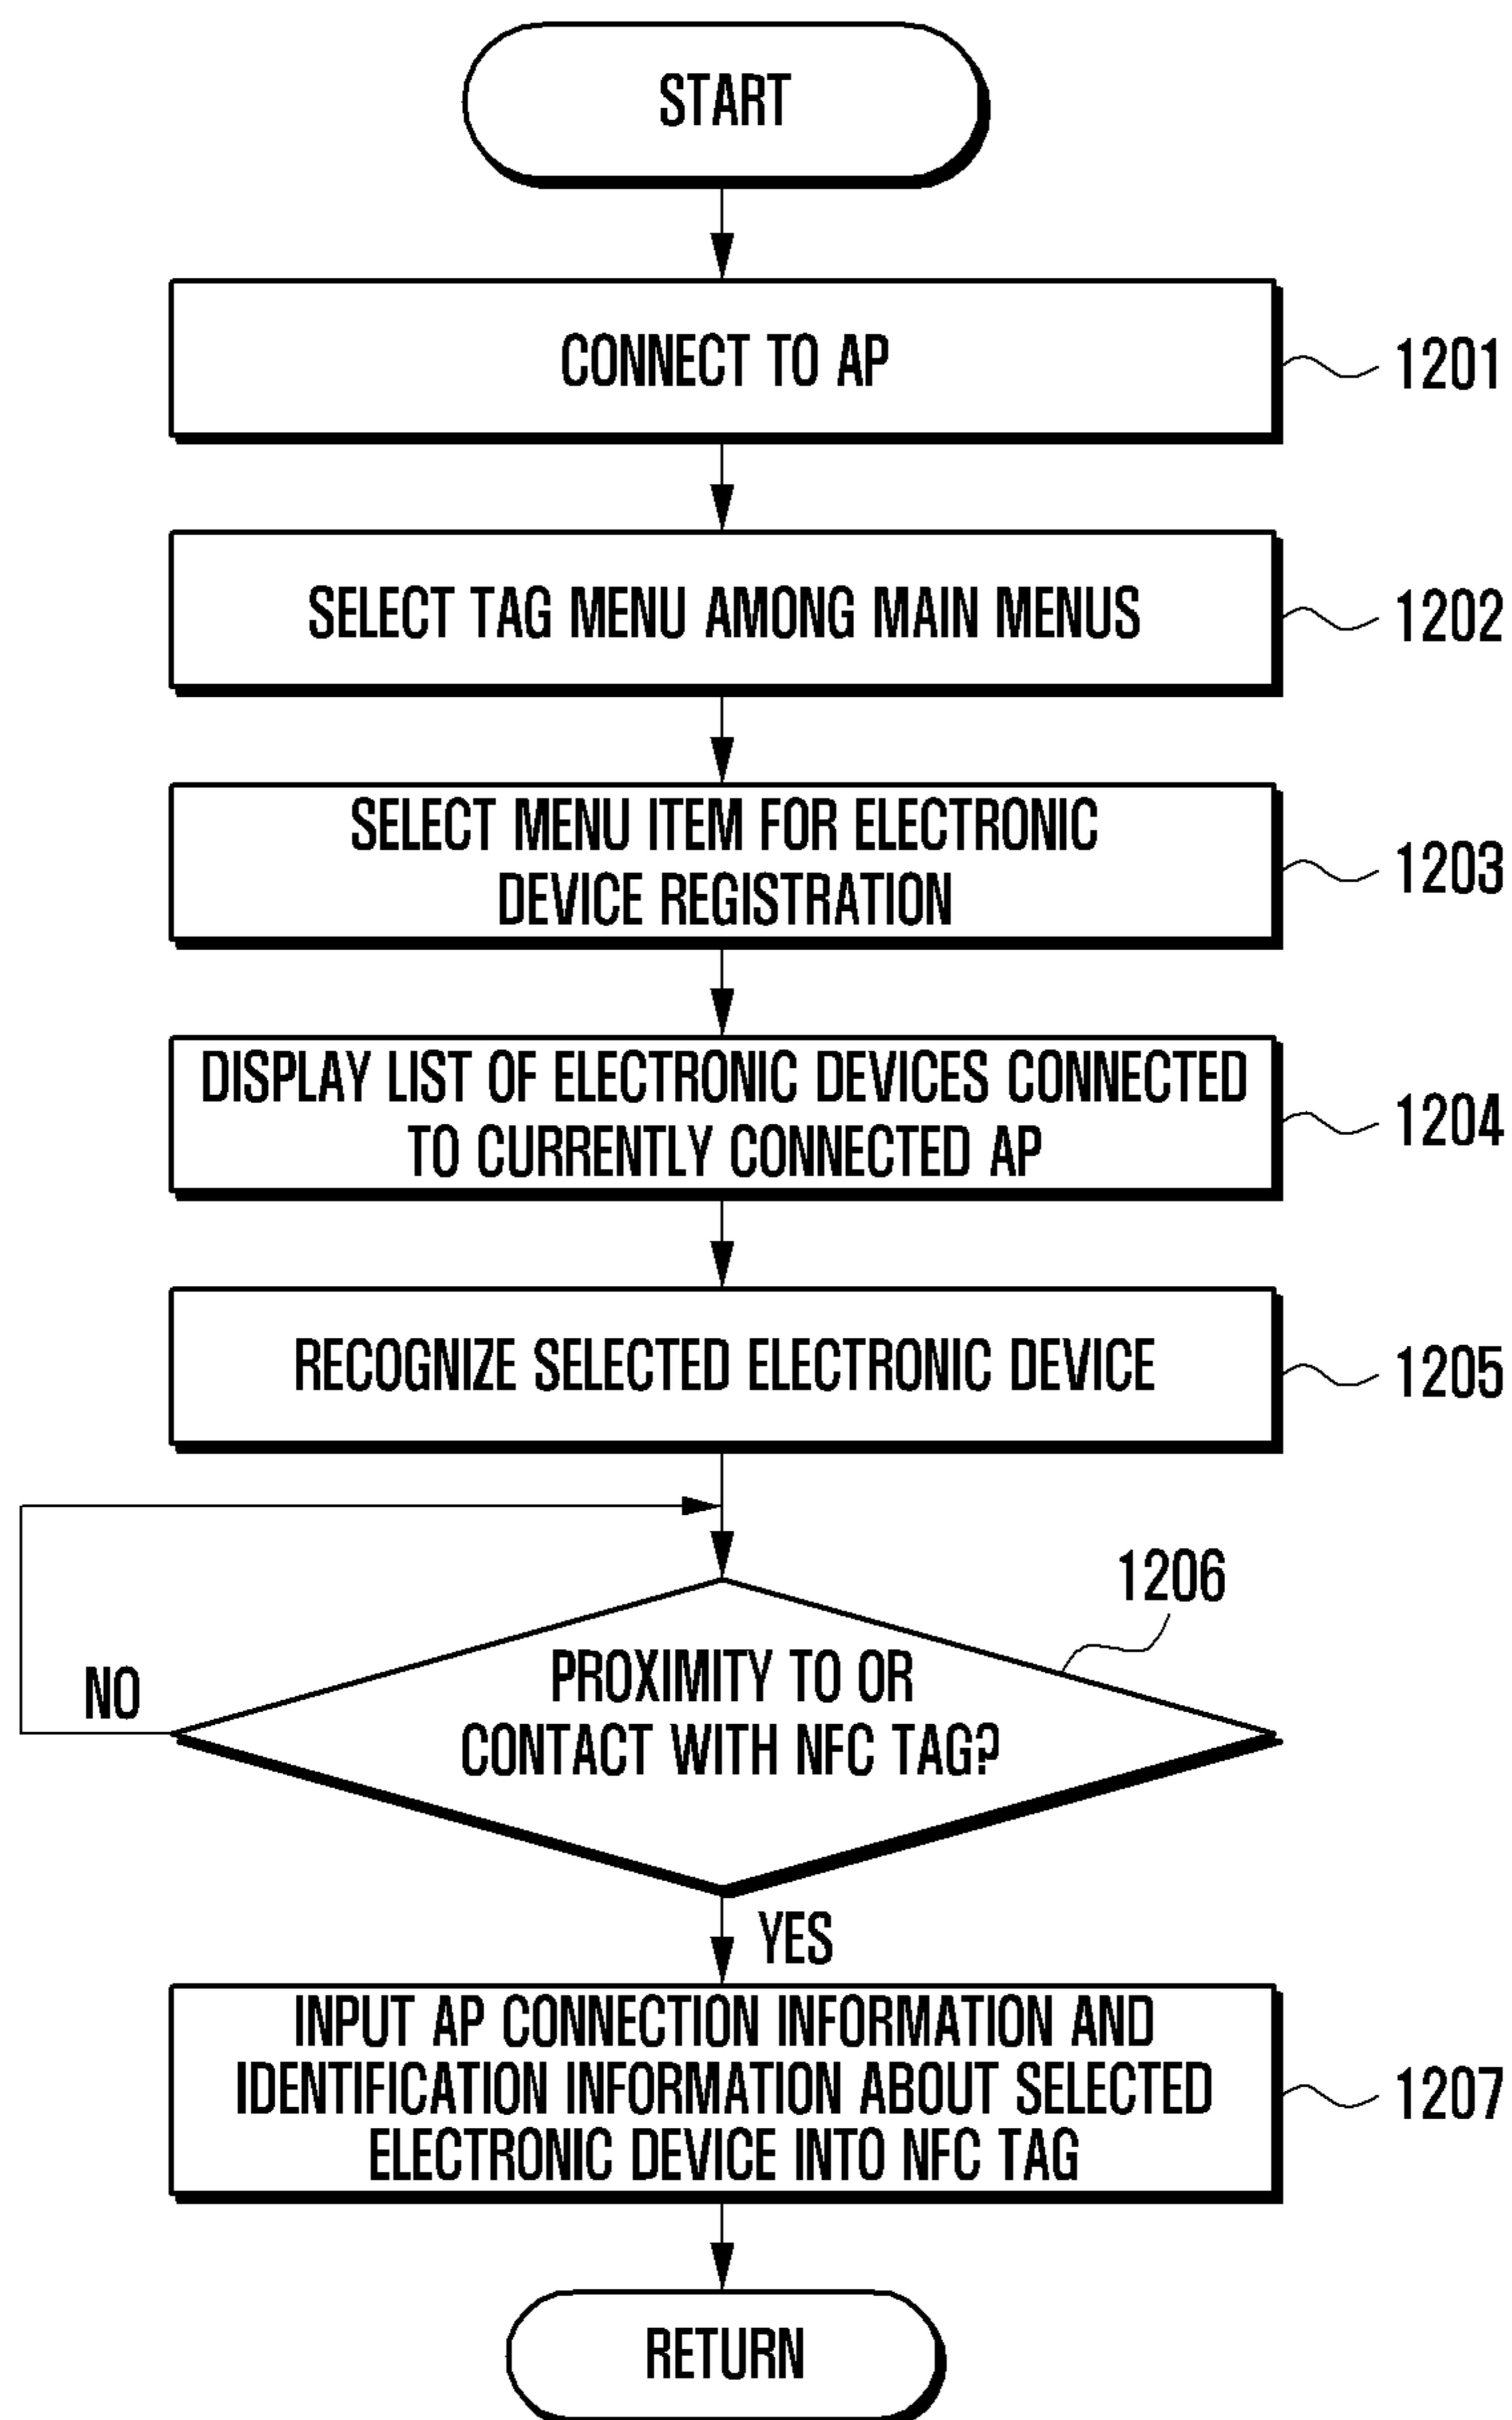 START
CONNECT TO AP
1201
SELECT TAG MENU AMONG MAIN MENUS
1202
SELECT MENU ITEM FOR ELECTRONIC
DEVICE REGISTRATION
1203
DISPLAY LIST OF ELECTRONIC DEVICES CONNECTED
TO CURRENTLY CONNECTED AP
1204
RECOGNIZE SELECTED ELECTRONIC DEVICE
1205
1206
PROXIMITY TO OR
CONTACT WITH NFC TAG?
NO
YES
INPUT AP CONNECTION INFORMATION AND
IDENTIFICATION INFORMATION ABOUT SELECTED
ELECTRONIC DEVICE INTO NFC TAG
1207
RETURN